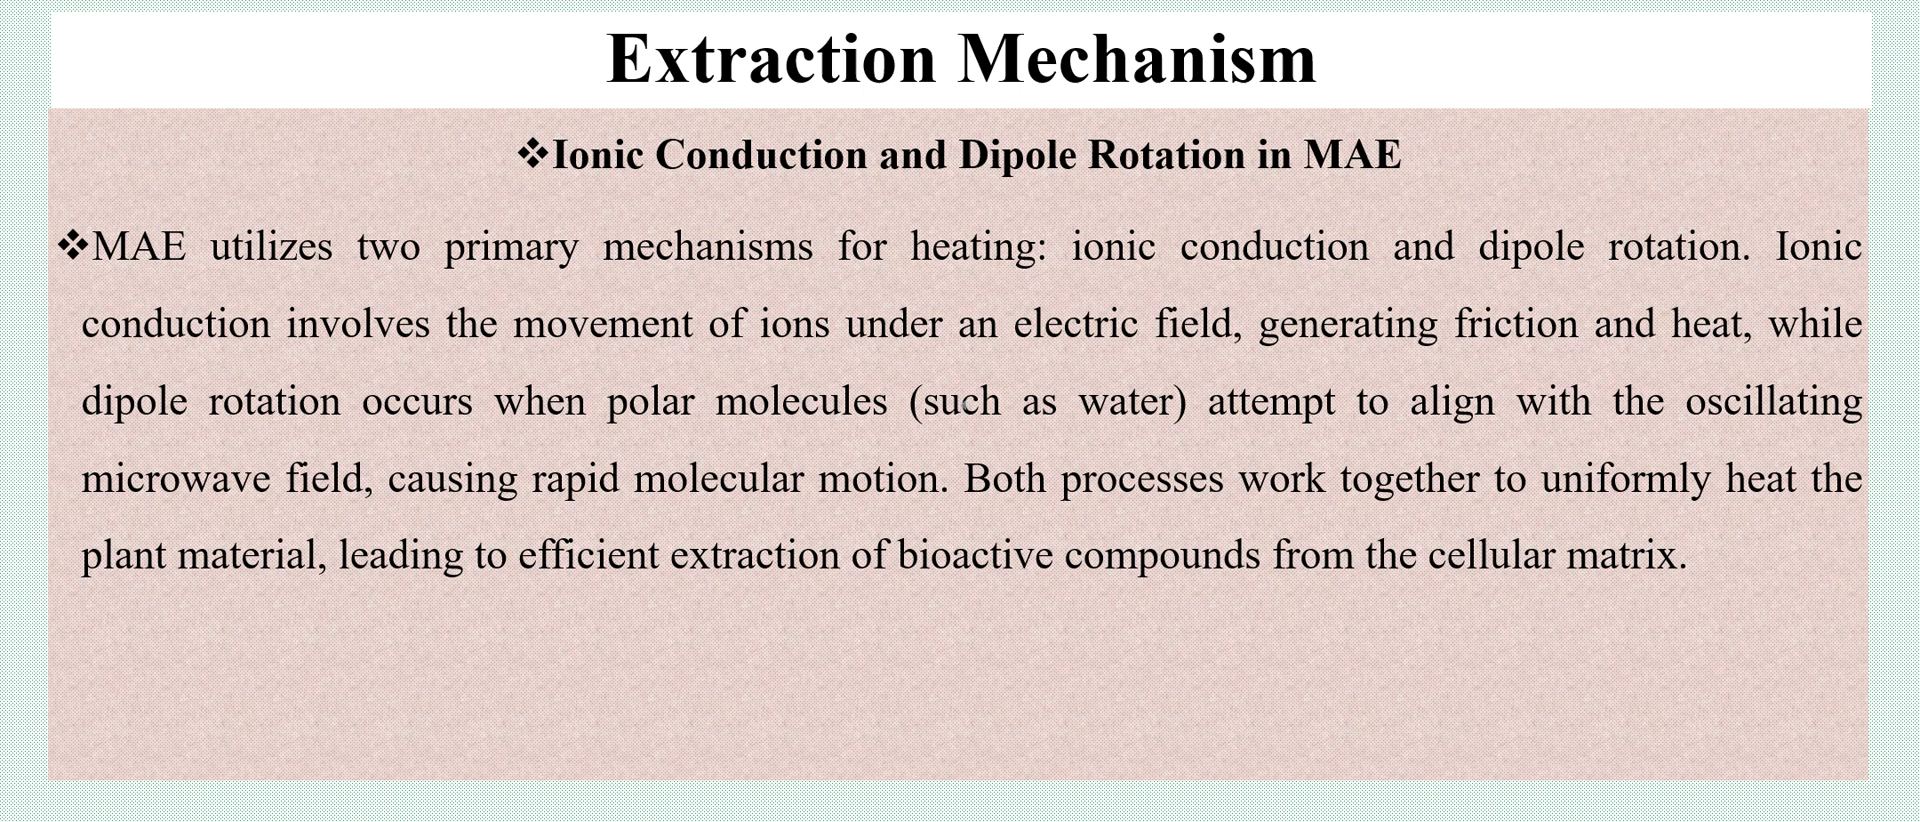 Extraction Mechanism
❖Ionic Conduction and Dipole Rotation in MAE
❖MAE utilizes two primary mechanisms for heating: ionic conduction and dipole rotation. Ionic
conduction involves the movement of ions under an electric field, generating friction and heat, while
dipole rotation occurs when polar molecules (such as water) attempt to align with the oscillating
microwave field, causing rapid molecular motion. Both processes work together to uniformly heat the
plant material, leading to efficient extraction of bioactive compounds from the cellular matrix.